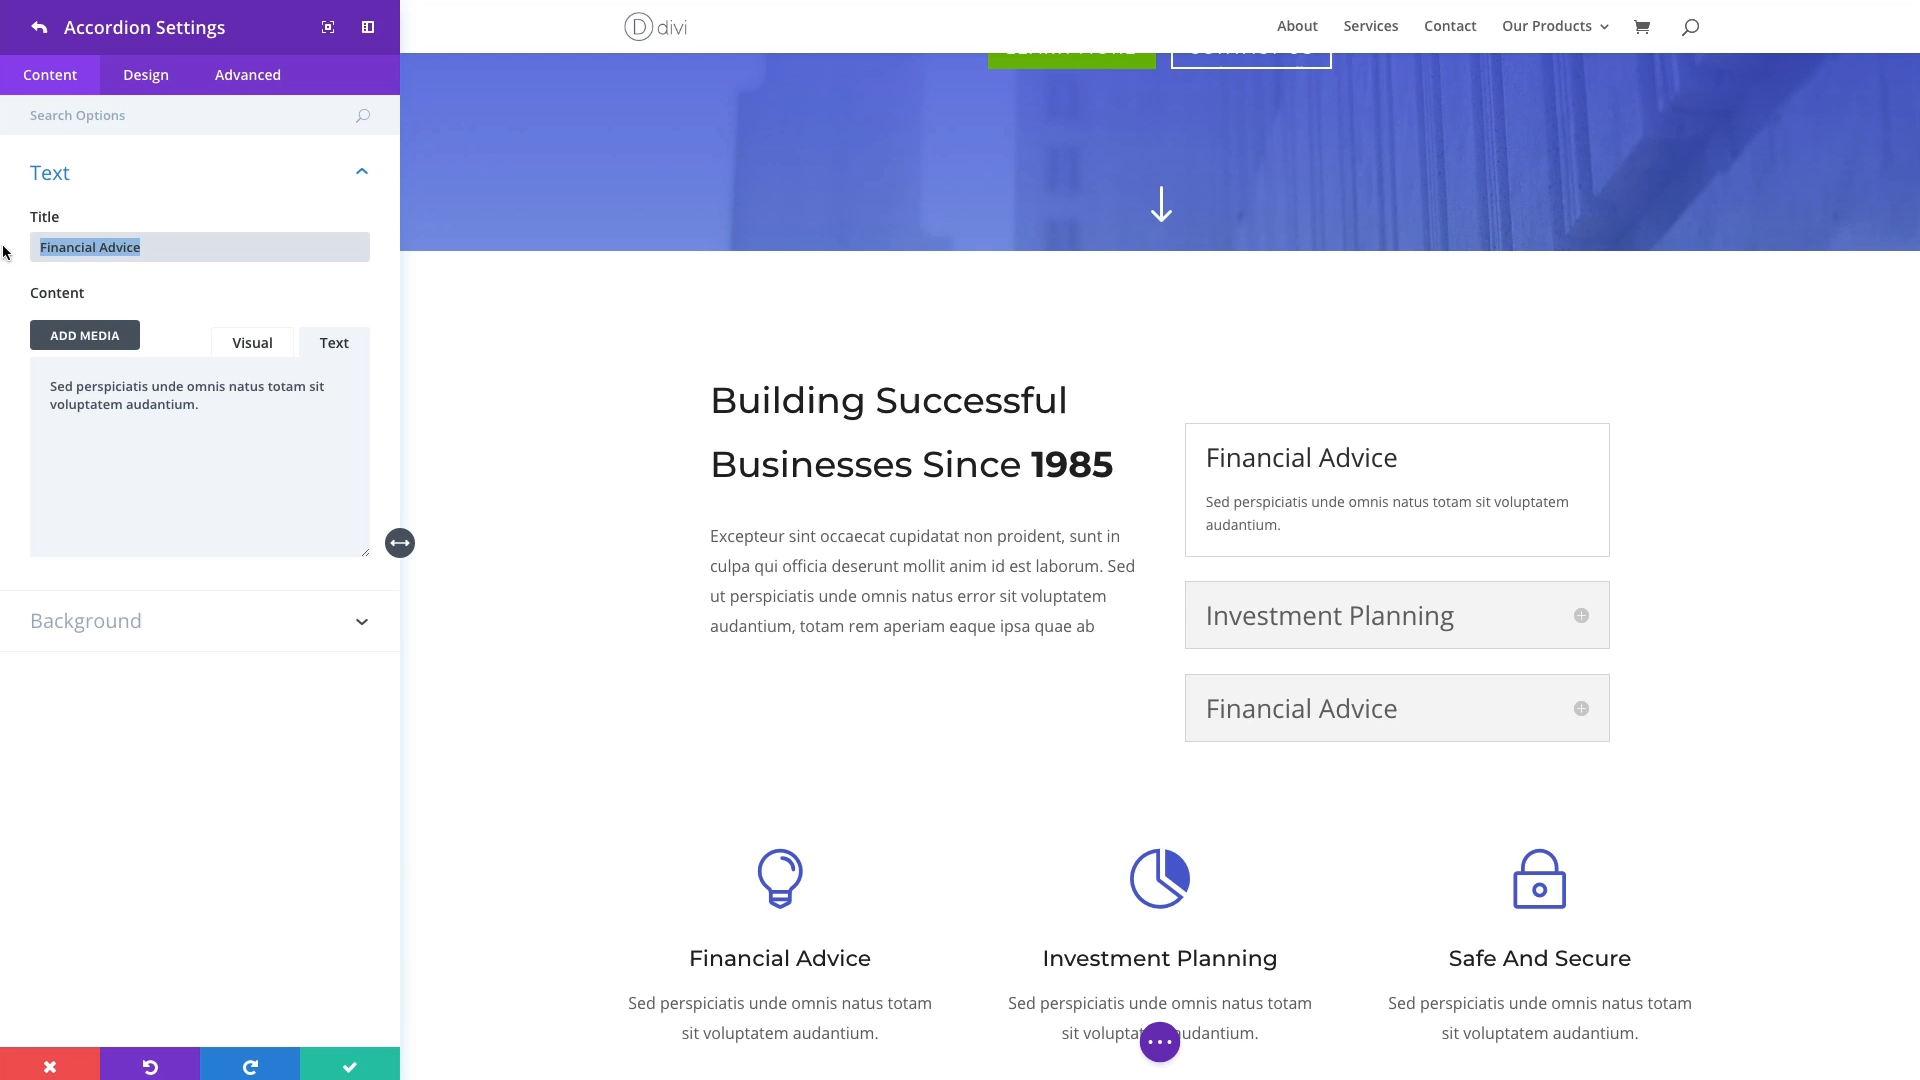 Accordion Settings
Content
Design
Advanced
Search Options
Text
Title
Financial Advice
Content
ADD MEDIA
Visual
Text
Sed perspiciatis unde omnis natus totam sit
voluptatem audantium.
Background
D divi
About
Services
Contact
Our Products
Building Successful
Businesses Since 1985
Excepteur sint occaecat cupidatat non proident, sunt in
culpa qui officia deserunt mollit anim id est laborum. Sed
ut perspiciatis unde omnis natus error sit voluptatem
audantium, totam rem aperiam eaque ipsa quae ab
Financial Advice
Sed perspiciatis unde omnis natus totam sit voluptatem
audantium.
Investment Planning
Financial Advice
Financial Advice
Sed perspiciatis unde omnis natus totam
sit voluptatem audantium.
Investment Planning
Sed perspiciatis unde omnis natus totam
sit audantium.
Safe And Secure
Sed perspiciatis unde omnis natus totam
sit voluptatem audantium.